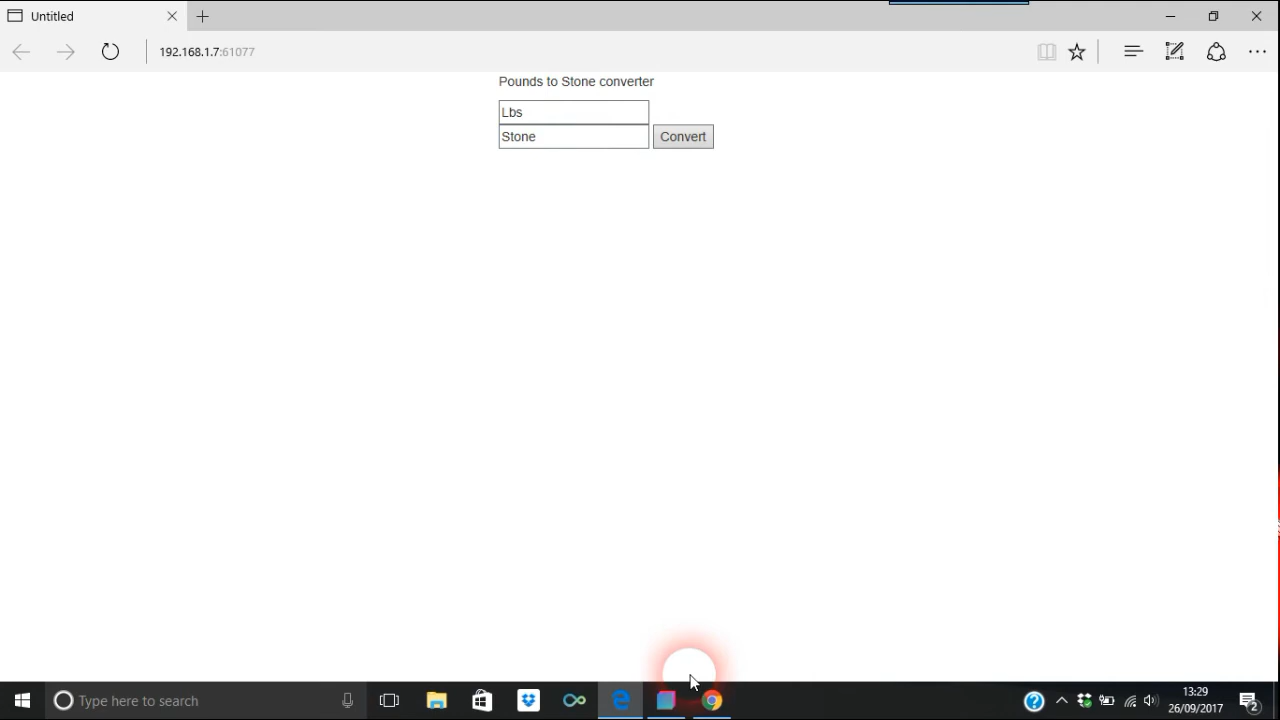 Untitled
192.168.1.7:61077
Pounds to Stone converter
Lbs
Stone
Convert
Type here to search
13:29
26/09/2017
2